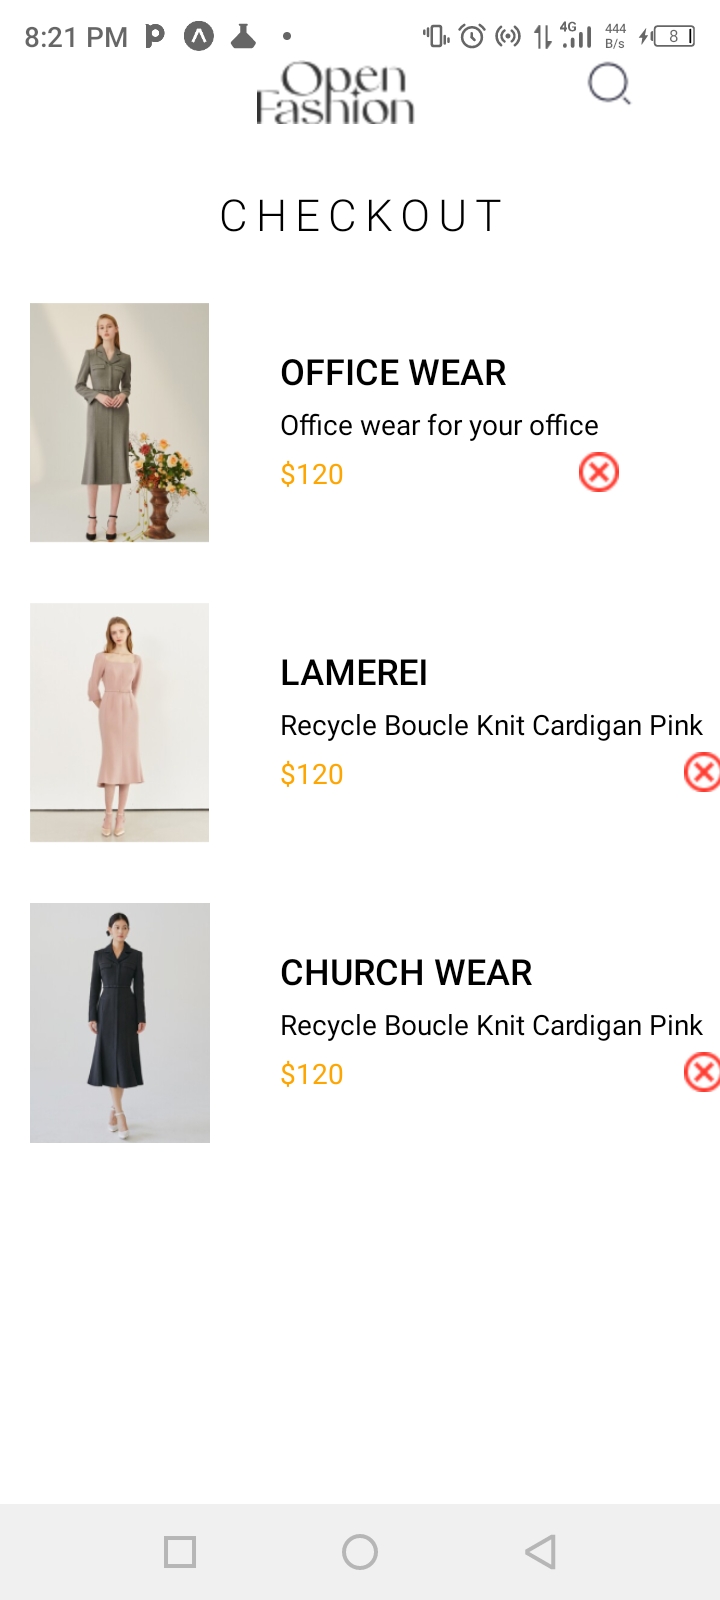 8:21 PM
4G
444
B/s
8
Open
Fashion
CHECKOUT
OFFICE WEAR
Office wear for your office
$120
LAMEREI
Recycle Boucle Knit Cardigan Pink
$120
CHURCH WEAR
Recycle Boucle Knit Cardigan Pink
$120